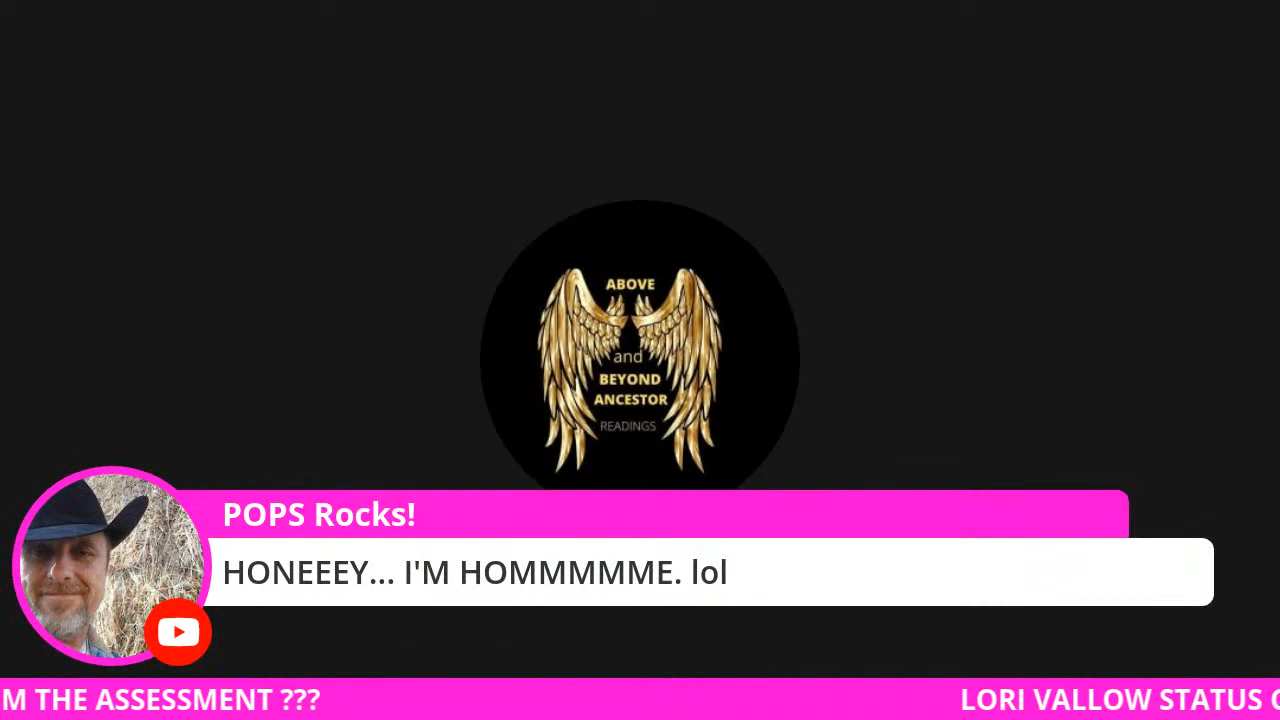 ABOVE
and
BEYOND
ANCESTOR
READINGS
POPS Rocks!
HONEEEY... I'M HOMMMMME. lol
M THE ASSESSMENT ???
LORI VALLOW STATUS